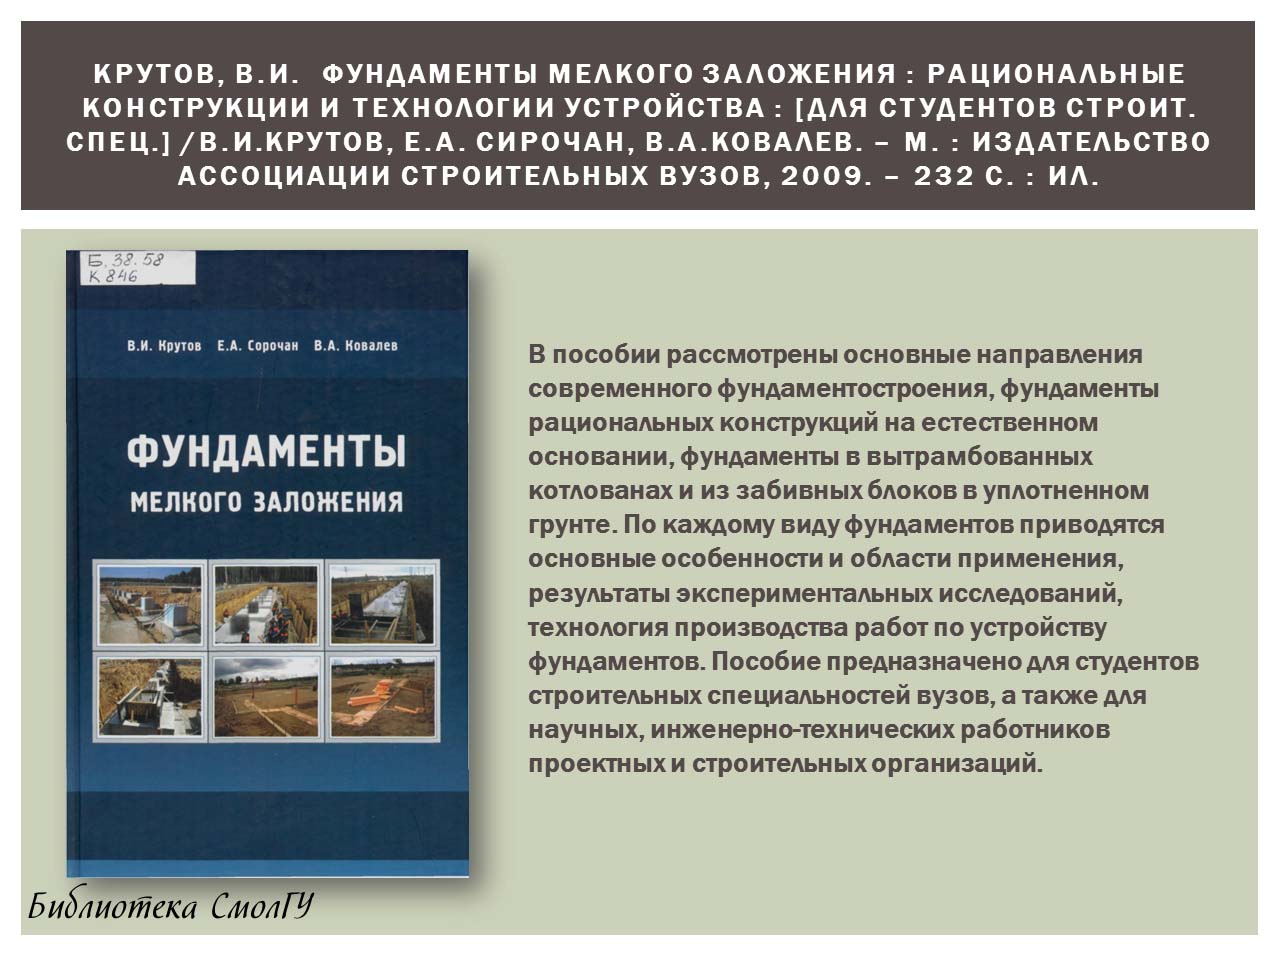 КРУТОВ, В.И. ФУНДАМЕНТЫ МЕЛКОГО ЗАЛОЖЕНИЯ : РАЦИОНАЛЬНЫЕ
КОНСТРУКЦИИ И ТЕХНОЛОГИИ УСТРОЙСТВА : [ДЛЯ СТУДЕНТОВ СТРОИТ.
СПЕЦ.] /В.И.КРУТОВ, Е.А. СИРОЧАН, В.А.КОВАЛЕВ. – М. : ИЗДАТЕЛЬСТВО
АССОЦИАЦИИ СТРОИТЕЛЬНЫХ ВУЗОВ, 2009. – 232 С. : ИЛ.
Б. 38.58
К 846
В.И. Крутов Е.А. Сорочан В.А. Ковалев
ФУНДАМЕНТЫ
МЕЛКОГО ЗАЛОЖЕНИЯ
В пособии рассмотрены основные направления
современного фундаментостроения, фундаменты
рациональных конструкций на естественном
основании, фундаменты в вытрамбованных
котлованах и из забивных блоков в уплотненном
грунте. По каждому виду фундаментов приводятся
основные особенности и области применения,
результаты экспериментальных исследований,
технология производства работ по устройству
фундаментов. Пособие предназначено для студентов
строительных специальностей вузов, а также для
научных, инженерно-технических работников
проектных и строительных организаций.
Библиотека СмолГУ